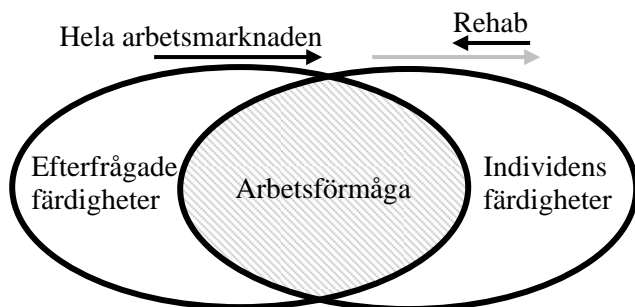 Rehab
Hela arbetsmarknaden
Efterfrågade
färdigheter
Arbetsförmåga
Individens
färdigheter